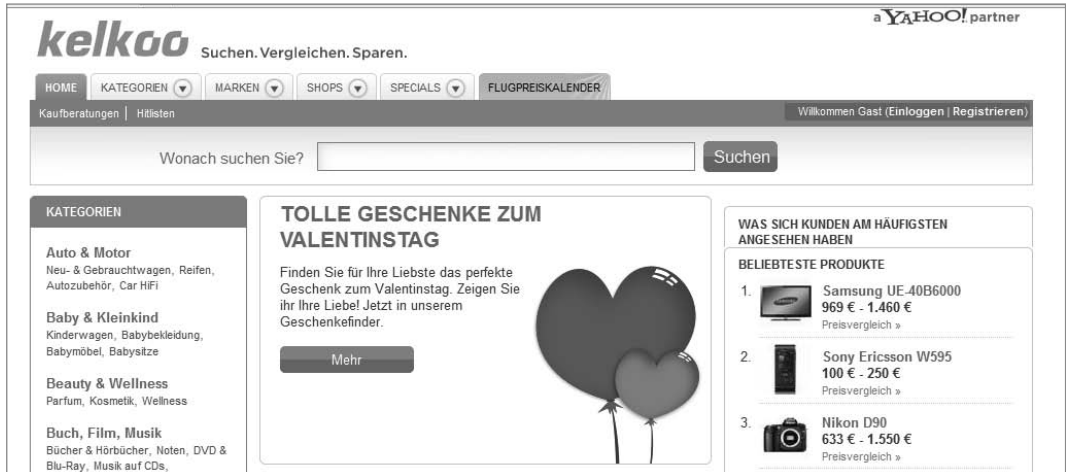 a YAHOO! partner
kelkoo Suchen. Vergleichen. Sparen.
HOME KATEGORIEN MARKEN SHOPS SPECIALS FLUGPREISKALENDER
Kaufberatungen | Hitlisten
Willkommen Gast (Einloggen | Registrieren)
Wonach suchen Sie?
Suchen
KATEGORIEN
Auto & Motor
Neu- & Gebrauchtwagen, Reifen,
Autozubehör, Car HiFi
Baby & Kleinkind
Kinderwagen, Babybekleidung,
Babymöbel, Babysitze
Beauty & Wellness
Parfum, Kosmetik, Wellness
Buch, Film, Musik
Bücher & Hörbücher, Noten, DVD &
Blu-Ray, Musik auf CDs,
TOLLE GESCHENKE ZUM
VALENTINSTAG
Finden Sie für Ihre Liebste das perfekte
Geschenk zum Valentinstag. Zeigen Sie
ihr Ihre Liebe! Jetzt in unserem
Geschenkefinder.
Mehr
WAS SICH KUNDEN AM HÄUFIGSTEN
ANGESEHEN HABEN
BELIEBTESTE PRODUKTE
1. Samsung UE-40B6000
969 € - 1.460 €
Preisvergleich »
2. Sony Ericsson W595
100 € - 250 €
Preisvergleich »
3. Nikon D90
633 € - 1.550 €
Preisvergleich »